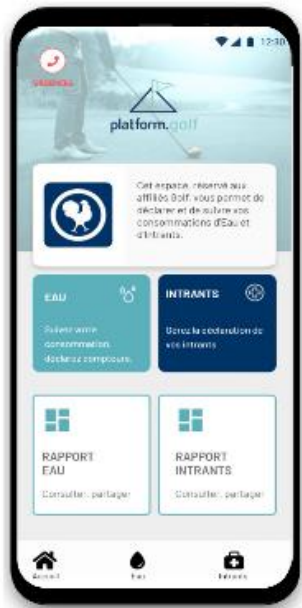 12:30
URGENCES
platform.golf
Cet espace, réservé aux
affiliés Golf, vous permet de
déclarer et de suivre vos
consommations d'Eau et
d'Intrants.
EAU
INTRANTS
Suivez votre
consommation,
déclarez compteurs.
Gerez la déclaration de
vos intrants
RAPPORT
EAU
RAPPORT
INTRANTS
Consulter, partager
Consulter, partager
Accueil
Eau
Intrants